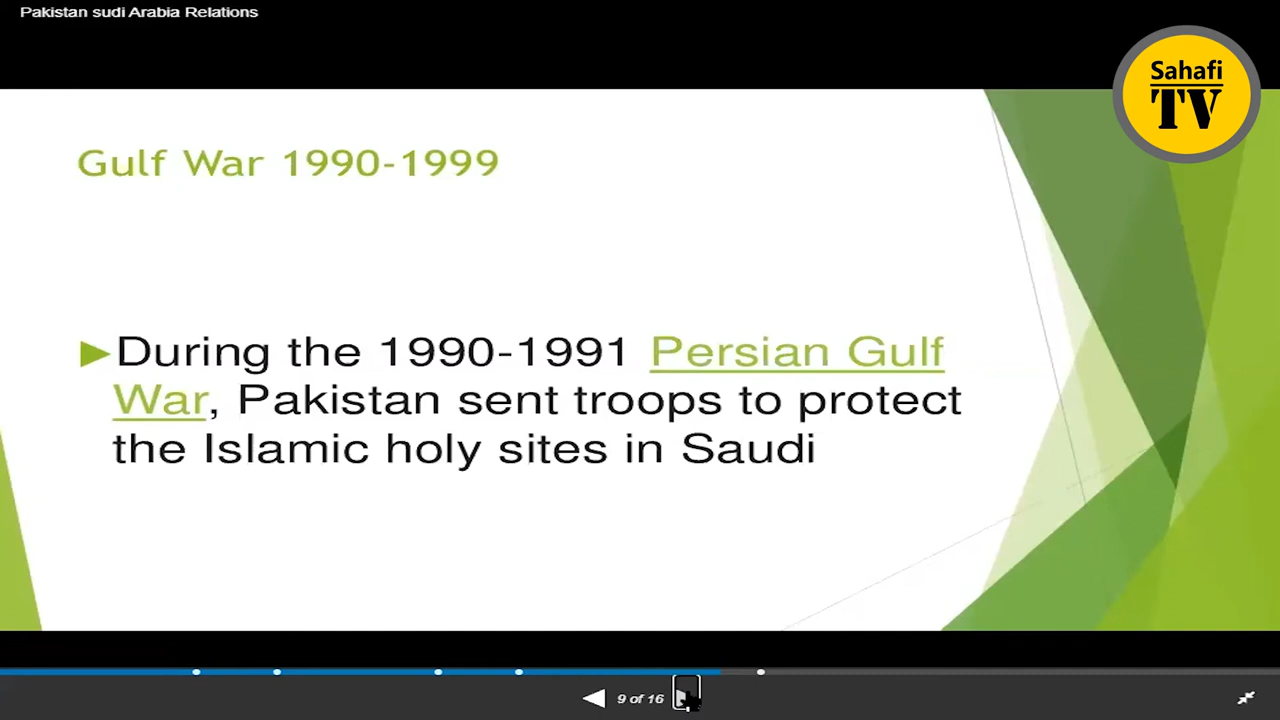 Pakistan sudi Arabia Relations
Sahafi
TV
Gulf War 1990-1999
During the 1990-1991 Persian Gulf
War, Pakistan sent troops to protect
the Islamic holy sites in Saudi
9 of 16